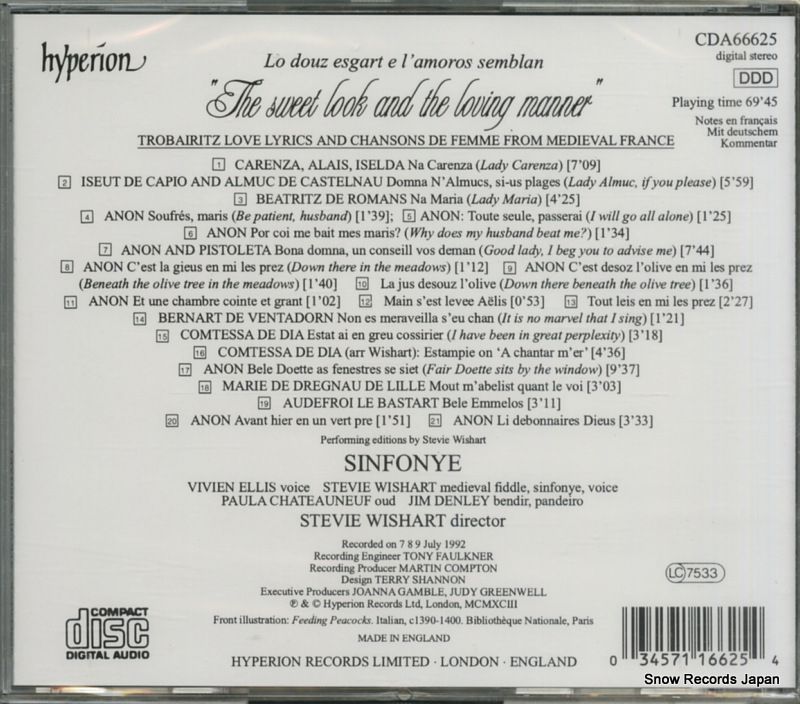 hyperion
CDA66625
digital stereo
DDD
Playing time 69'45
Notes en français
Mit deutschem
Kommentar
Lo douz esgart e l'amoros semblan
"The sweet look and the loving manner"
TROBAIRITZ LOVE LYRICS AND CHANSONS DE FEMME FROM MEDIEVAL FRANCE
1 CARENZA, ALAIS, ISELDA Na Carenza (Lady Carenza) [7'09]
2 ISEUT DE CAPIO AND ALMUC DE CASTELNAU Domna N'Almucs, si-us plages (Lady Almuc, if you please) [5'59]
3 BEATRITZ DE ROMANS Na Maria (Lady Maria) [4'25]
4 ANON Soufrés, maris (Be patient, husband) [1'39]; 5 ANON: Toute seule, passerai (I will go all alone) [1'25]
6 ANON Por coi me bait mes maris? (Why does my husband beat me?) [1'34]
7 ANON AND PISTOLETA Bona domna, un conseill vos deman (Good lady, I beg you to advise me) [7'44]
8 ANON C'est la gieus en mi les prez (Down there in the meadows) [1'12] 9 ANON C'est desoz l'olive en mi les prez
(Beneath the olive tree in the meadows) [1'40] 10 La jus desouz l'olive (Down there beneath the olive tree) [1'36]
11 ANON Et une chambre cointe et grant [1'02] 12 Main s'est levee Aëlis [0'53] 13 Tout leis en mi les prez [2'27]
14 BERNART DE VENTADORN Non es meraveilla s'eu chan (It is no marvel that I sing) [1'21]
15 COMTESSA DE DIA Estat ai en greu cossirier (I have been in great perplexity) [3'18]
16 COMTESSA DE DIA (arr Wishart): Estampie on 'A chantar m'er' [4'36]
17 ANON Bele Doette as fenestres se siet (Fair Doette sits by the window) [9'37]
18 MARIE DE DREGNAU DE LILLE Mout m'abelist quant le voi [3'03]
19 AUDEFROI LE BASTART Bele Emmelos [3'11]
20 ANON Avant hier en un vert pre [1'51] 21 ANON Li debonnaires Dieus [3'33]
Performing editions by Stevie Wishart
SINFONYE
VIVIEN ELLIS voice STEVIE WISHART medieval fiddle, sinfonye, voice
PAULA CHATEAUNEUF oud JIM DENLEY bendir, pandeiro
STEVIE WISHART director
Recorded on 7 8 9 July 1992
Recording Engineer TONY FAULKNER
Recording Producer MARTIN COMPTON
Design TERRY SHANNON
Executive Producers JOANNA GAMBLE, JUDY GREENWELL
℗ & © Hyperion Records Ltd, London, MCMXCIII
Front illustration: Feeding Peacocks. Italian, c1390-1400. Bibliothèque Nationale, Paris
MADE IN ENGLAND
HYPERION RECORDS LIMITED · LONDON · ENGLAND
COMPACT
disc
DIGITAL AUDIO
LC 7533
0 34571 16625 4
Snow Records Japan